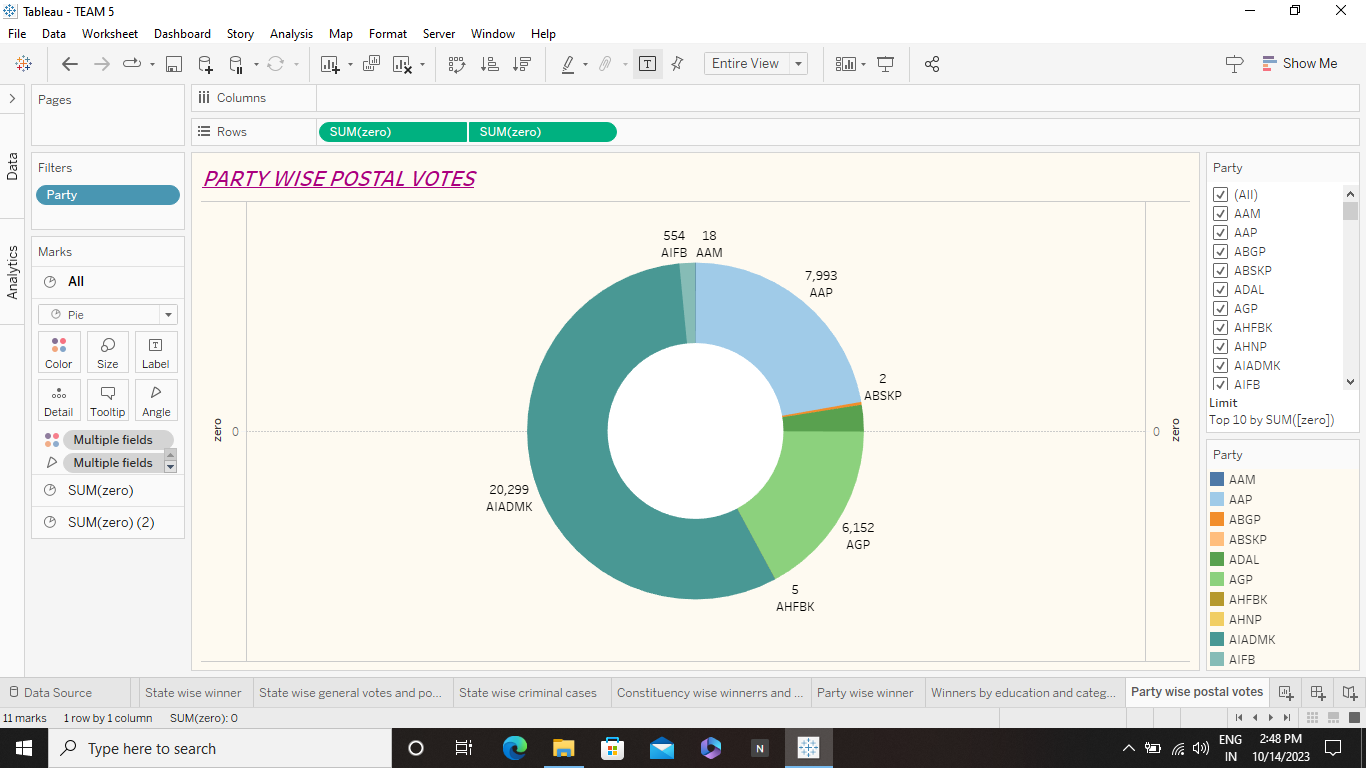 Tableau - TEAM 5
File Data Worksheet Dashboard Story Analysis Map Format Server Window Help
Entire View
Show Me
Pages
Columns
Rows
SUM(zero) SUM(zero)
Data
Analytics
Filters
Party
Marks
All
Pie
Color Size Label
Detail Tooltip Angle
Multiple fields
Multiple fields
SUM(zero)
SUM(zero) (2)
PARTY WISE POSTAL VOTES
554
AIFB
18
AAM
7,993
AAP
2
ABSKP
zero
0
0
zero
20,299
AIADMK
6,152
AGP
5
AHFBK
Party
(All)
AAM
AAP
ABGP
ABSKP
ADAL
AGP
AHFBK
AHNP
AIADMK
AIFB
Limit
Top 10 by SUM([zero])
Party
AAM
AAP
ABGP
ABSKP
ADAL
AGP
AHFBK
AHNP
AIADMK
AIFB
Data Source State wise winner State wise general votes and po... State wise criminal cases Constituency wise winnerrs and ... Party wise winner Winners by education and categ... Party wise postal votes
11 marks 1 row by 1 column SUM(zero): 0
Type here to search
N
ENG
IN
2:48 PM
10/14/2023